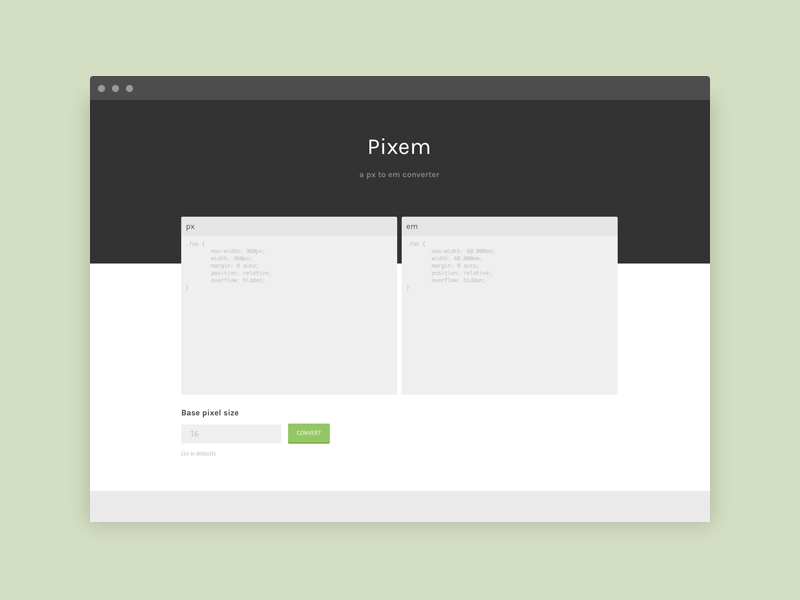 Pixem
a px to em converter
px
em
.foo {
max-width: 960px;
width: 960px;
margin: 0 auto;
position: relative;
overflow: hidden;
}
.foo {
max-width: 60.000em;
width: 60.000em;
margin: 0 auto;
position: relative;
overflow: hidden;
}
Base pixel size
16
CONVERT
(16 is default)